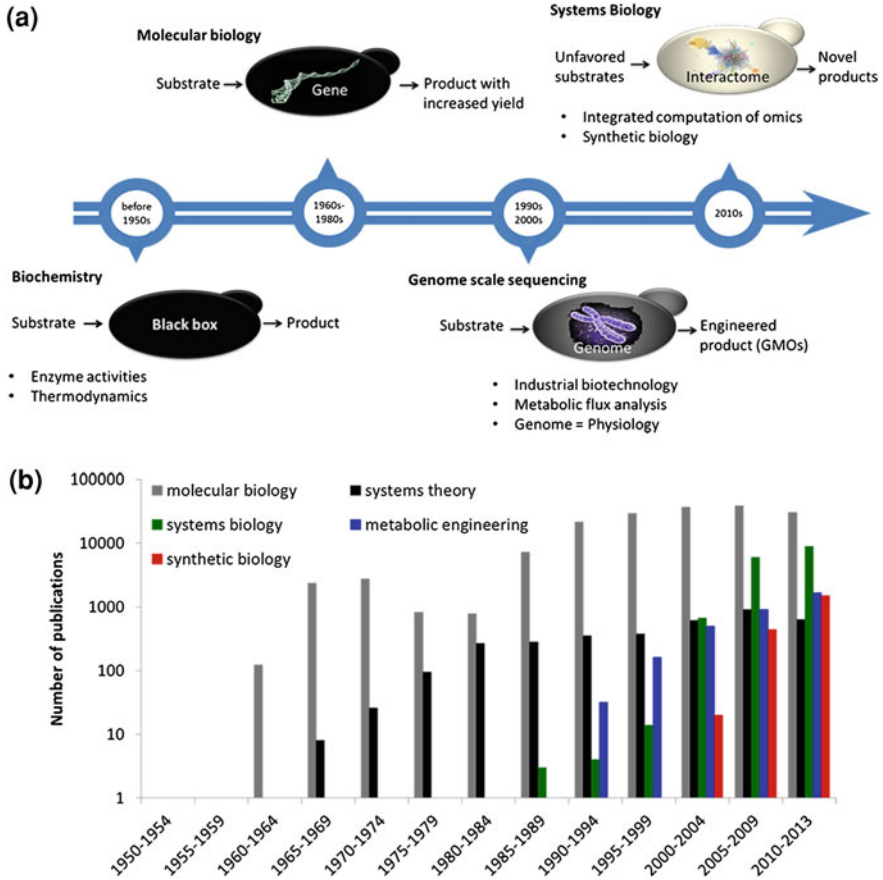 (a)
Molecular biology
Substrate
Gene
Product with
increased yield
Systems Biology
Unfavored
substrates
Interactome
Novel
products
• Integrated computation of omics
• Synthetic biology
before
1950s
1960s-
1980s
1990s
2000s
2010s
Biochemistry
Substrate
Black box
Product
• Enzyme activities
• Thermodynamics
Genome scale sequencing
Substrate
Genome
Engineered
product (GMOs)
• Industrial biotechnology
• Metabolic flux analysis
• Genome = Physiology
(b)
Number of publications
100000
10000
1000
100
10
1
molecular biology
systems theory
systems biology
metabolic engineering
synthetic biology
1950-1954
1955-1959
1960-1964
1965-1969
1970-1974
1975-1979
1980-1984
1985-1989
1990-1994
1995-1999
2000-2004
2005-2009
2010-2013